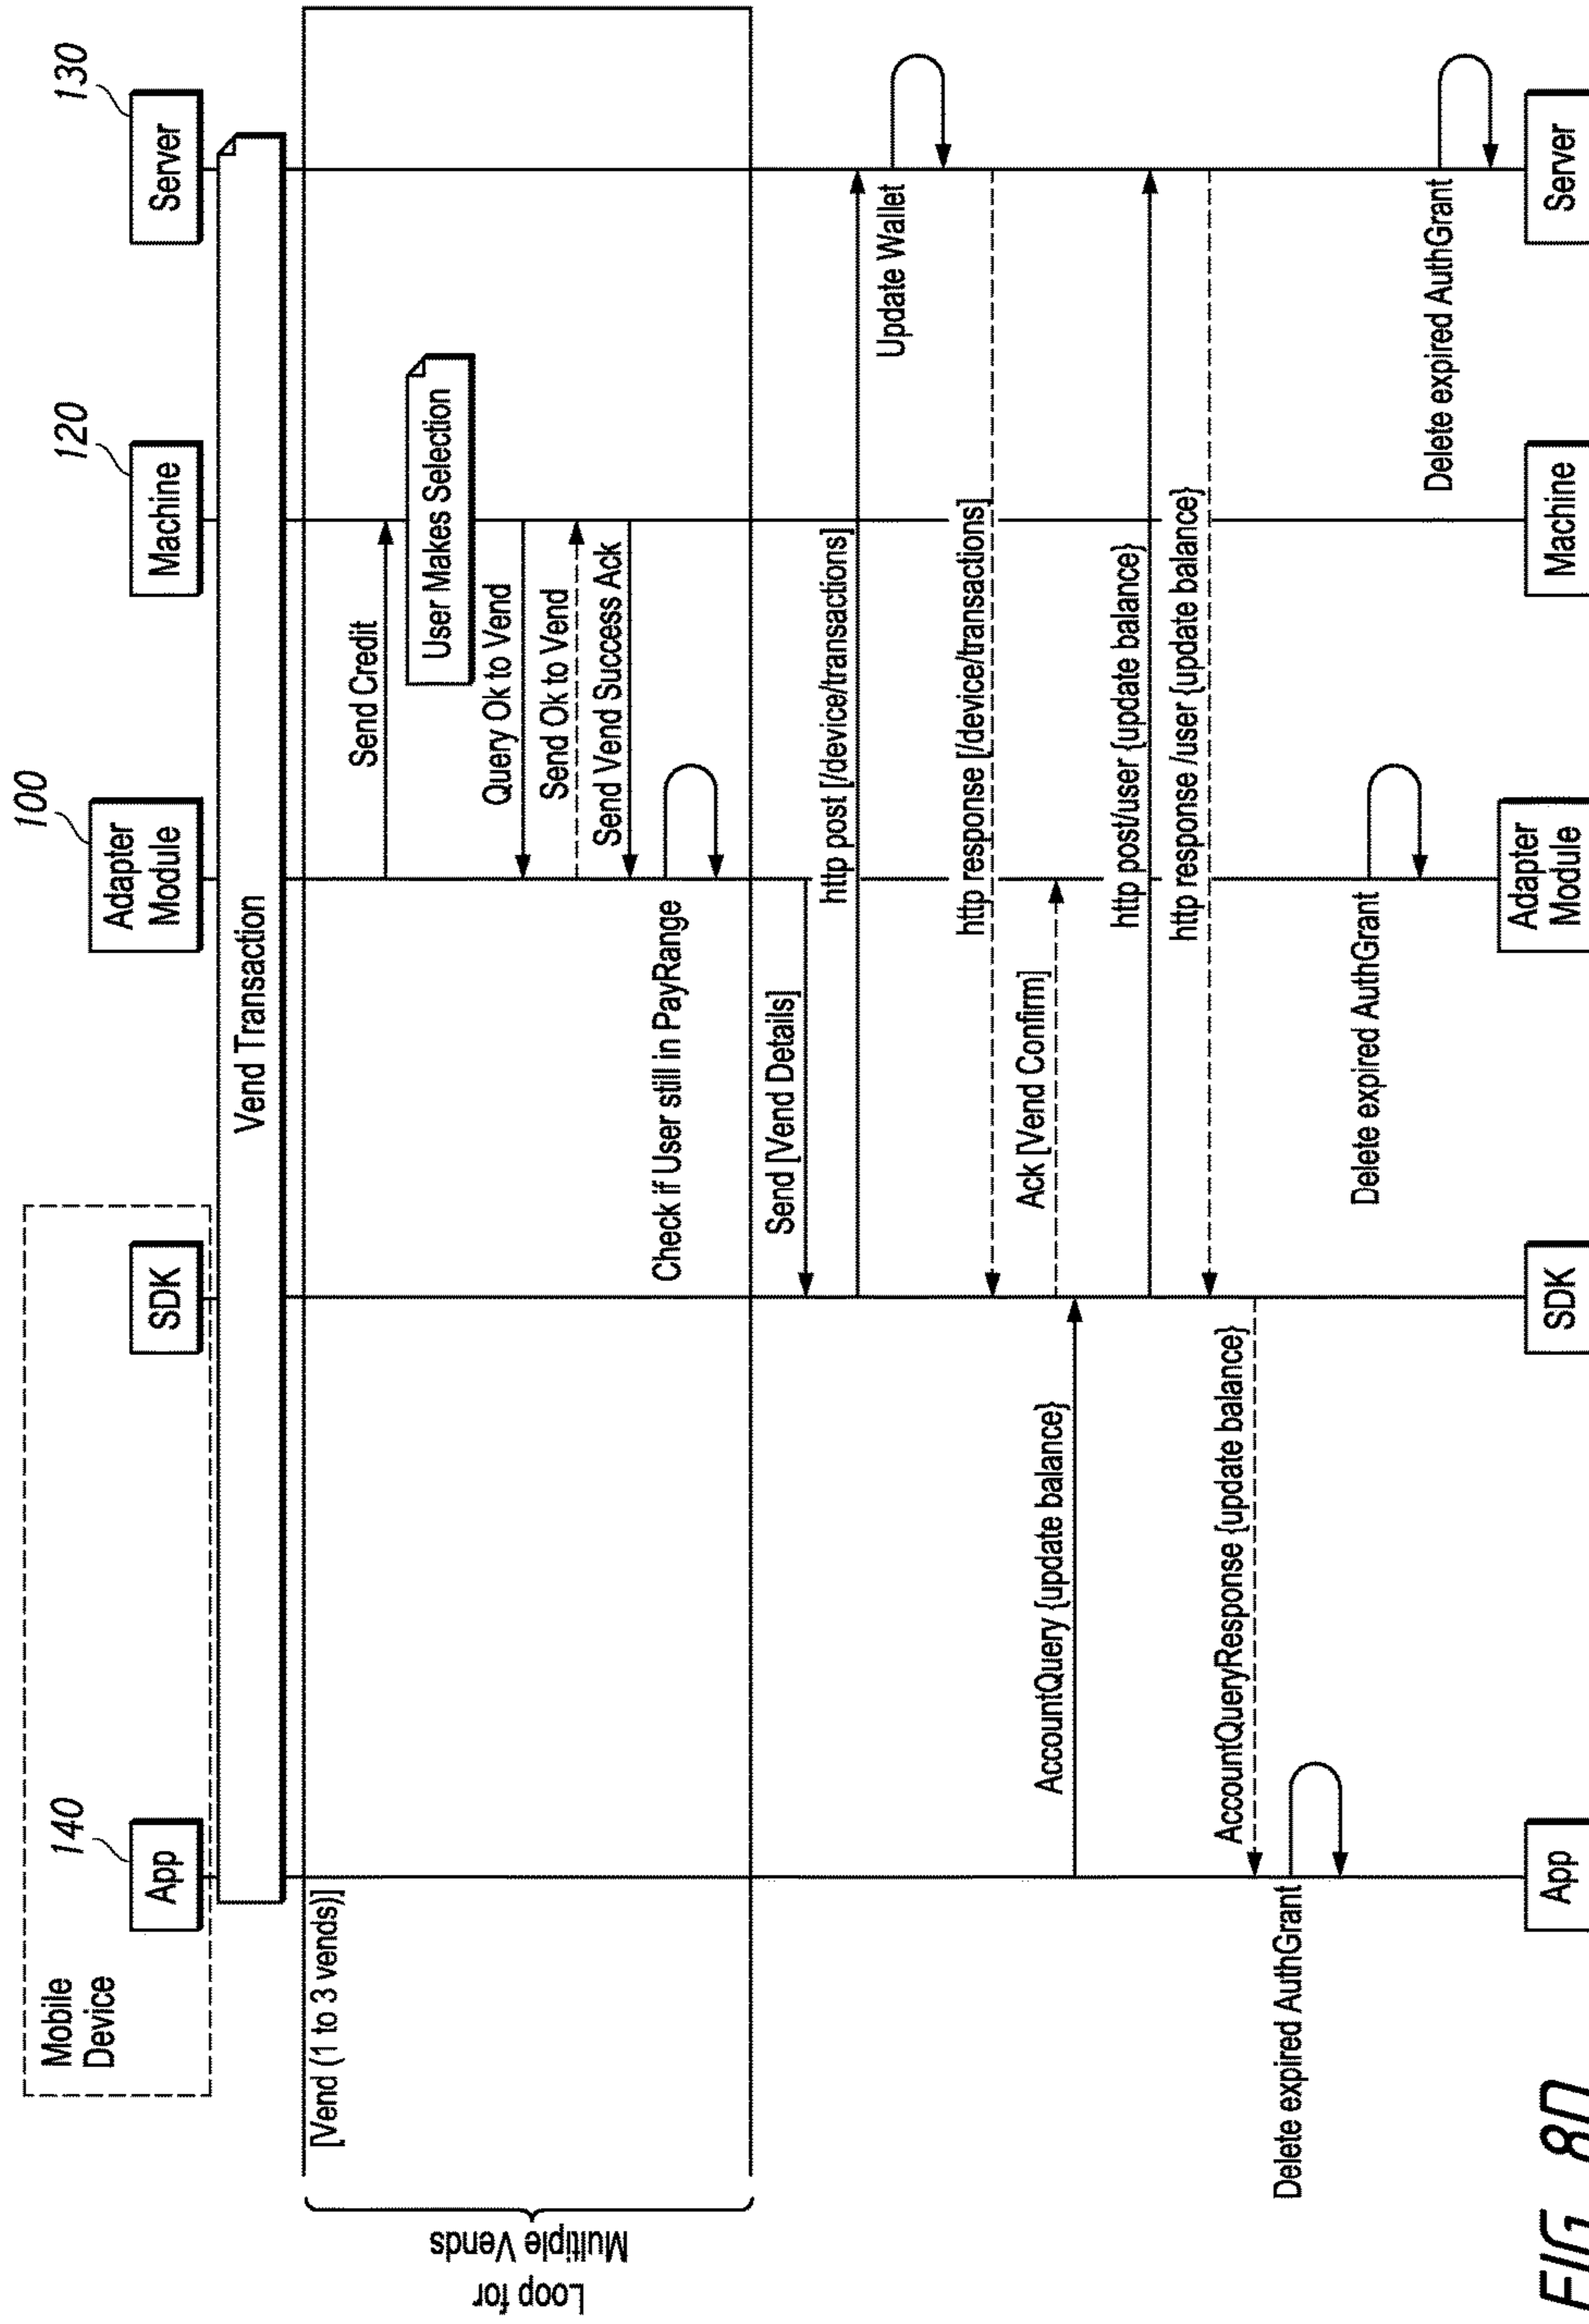 Mobile
Device
140
App
SDK
100
Adapter
Module
120
Machine
130
Server
Vend Transaction
[Vend (1 to 3 vends)]
Loop for
Multiple Vends
Send Credit
User Makes Selection
Query Ok to Vend
Send Ok to Vend
Send Vend Success Ack
Check if User still in PayRange
Send [Vend Details]
http post [/device/transactions]
Update Wallet
http response [/device/transactions]
Ack [Vend Confirm]
AccountQuery {update balance}
http post/user {update balance}
http response /user {update balance}
AccountQueryResponse {update balance}
Delete expired AuthGrant
Delete expired AuthGrant
Delete expired AuthGrant
App
SDK
Adapter
Module
Machine
Server
FIG. 8D